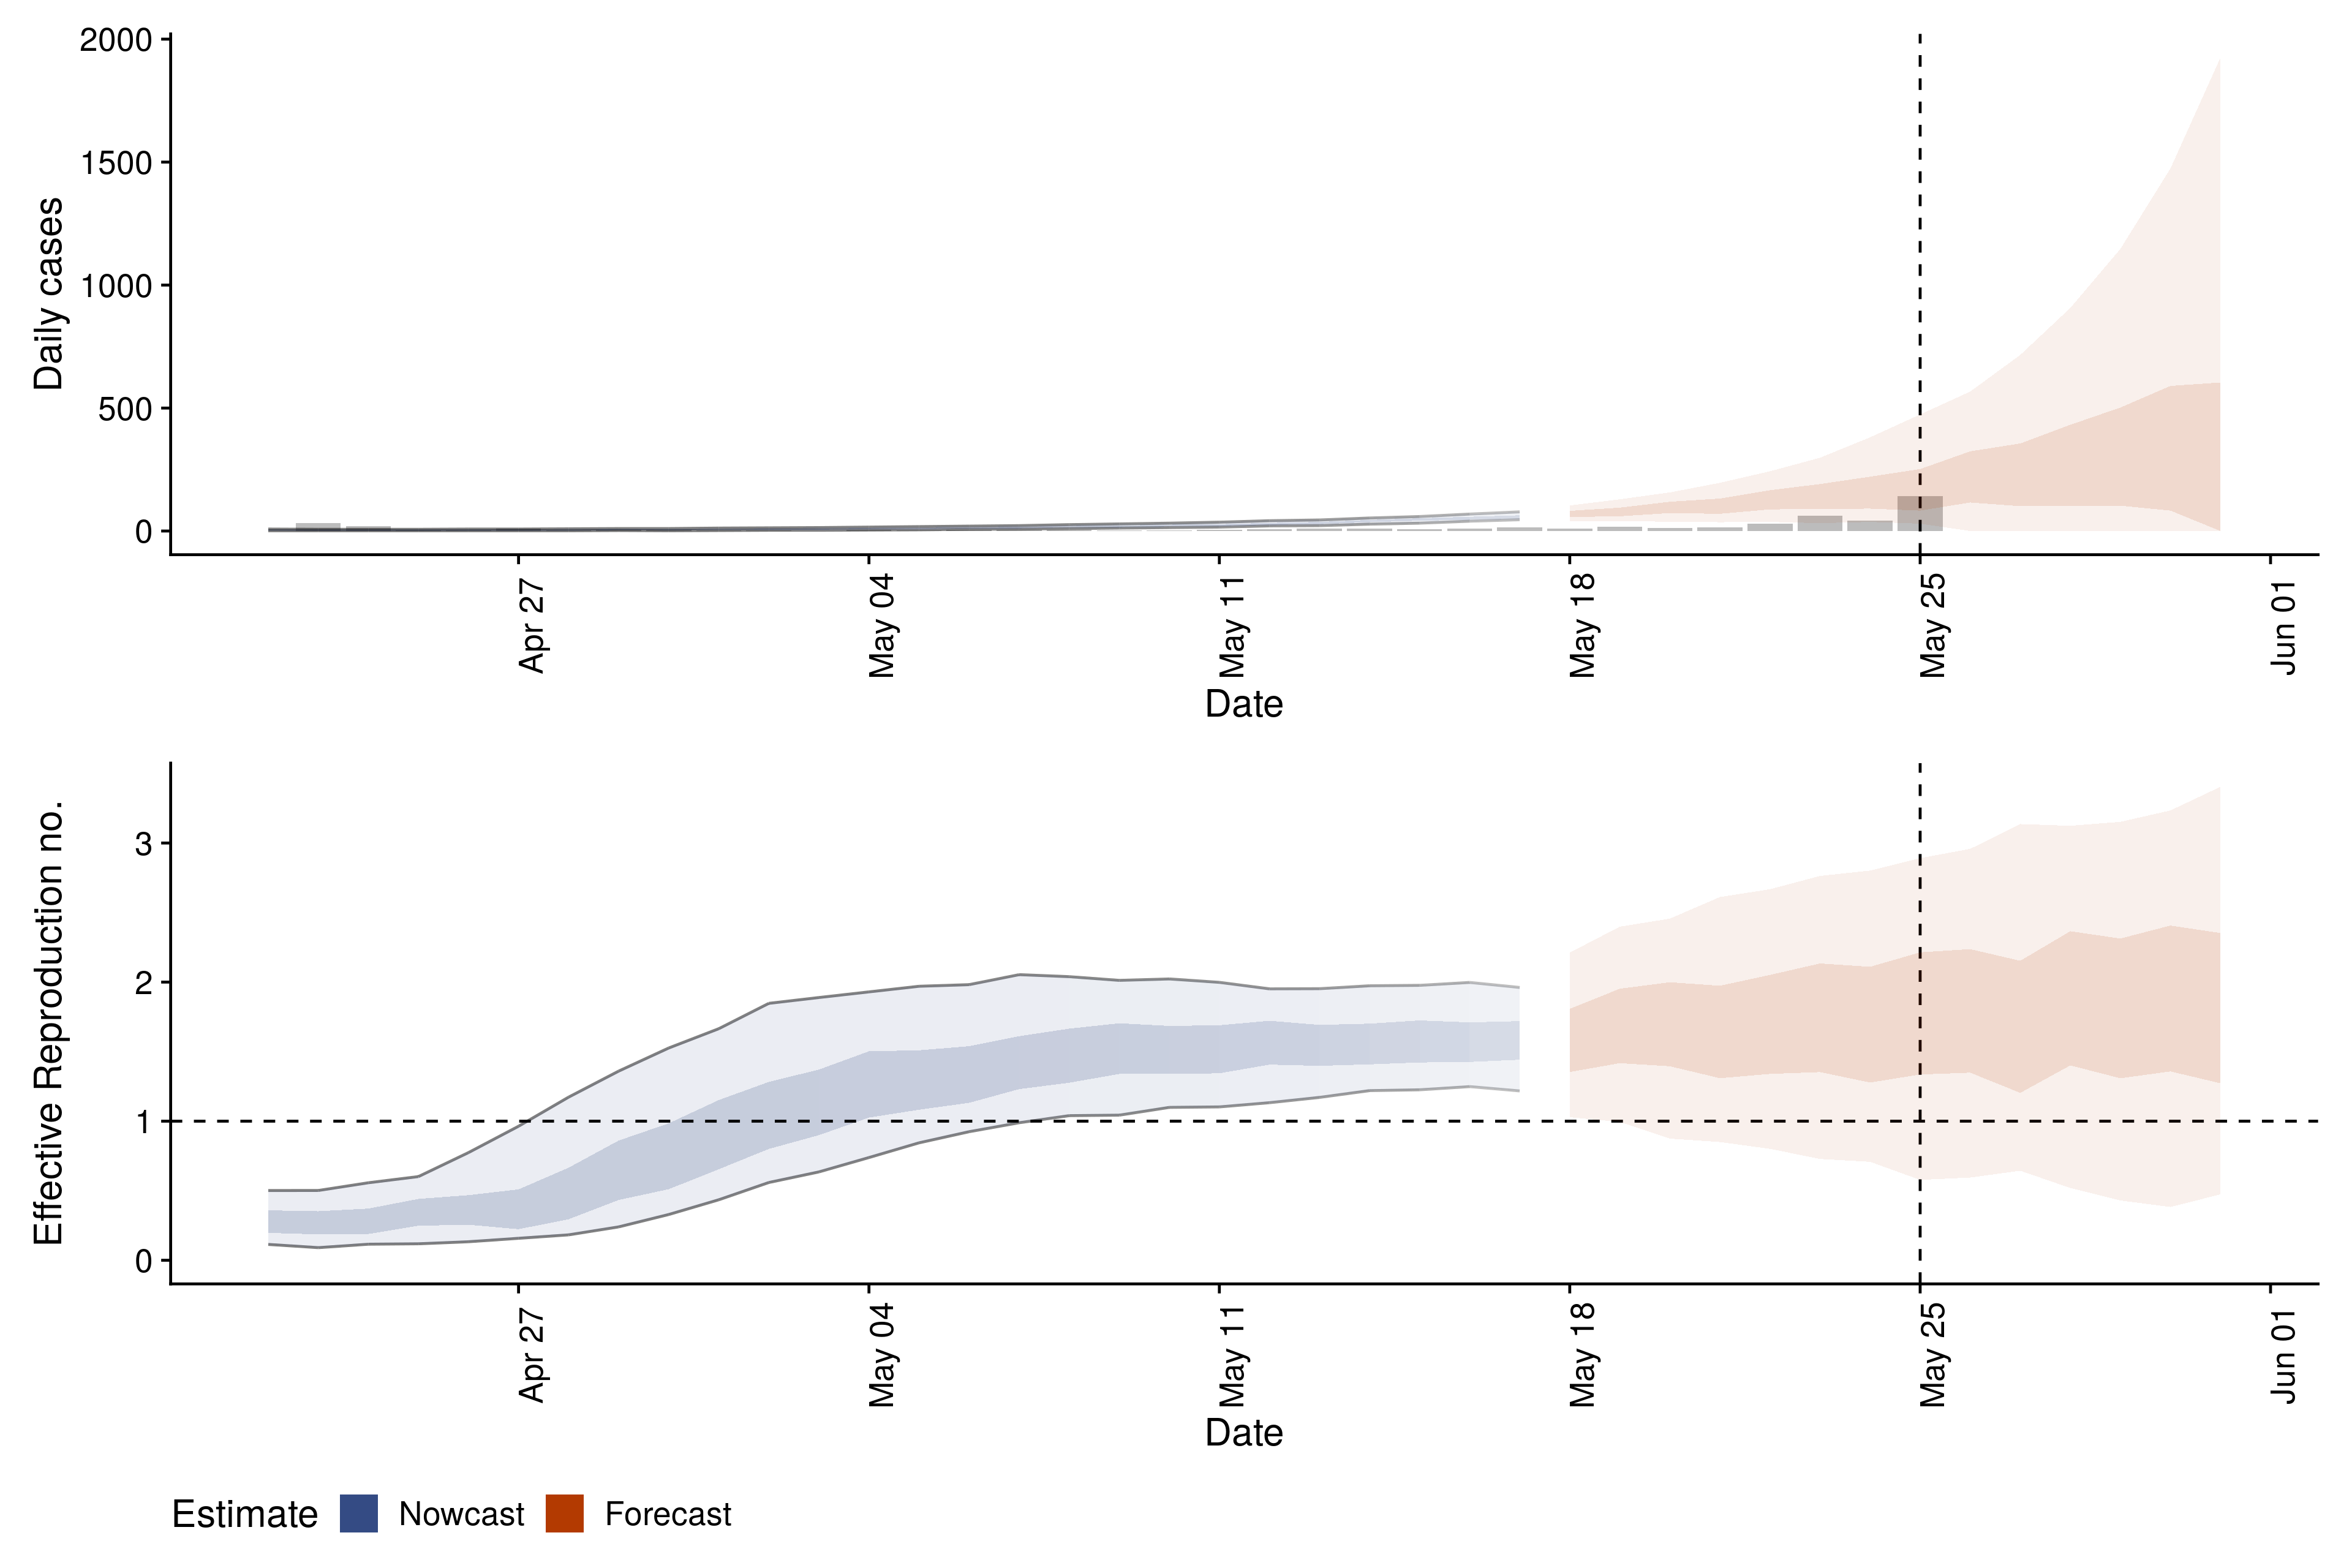 2000
1500
1000
500
0
Daily cases
Apr 27
May 04
May 11
May 18
May 25
Jun 01
Date
3
2
1
0
Effective Reproduction no.
Apr 27
May 04
May 11
May 18
May 25
Jun 01
Date
Estimate Nowcast Forecast